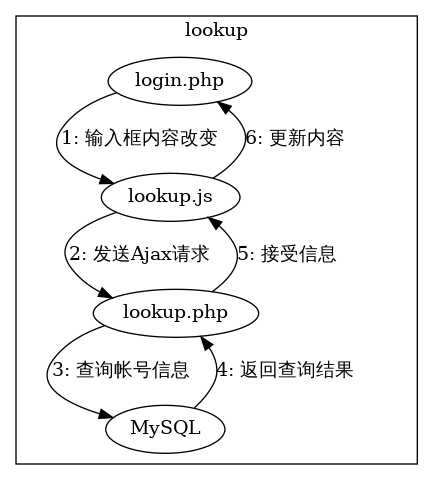 lookup
login.php
1: 输入框内容改变
6: 更新内容
lookup.js
2: 发送Ajax请求
5: 接受信息
lookup.php
3: 查询帐号信息
4: 返回查询结果
MySQL